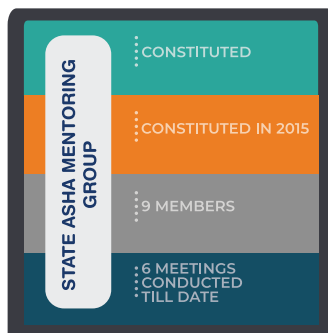 STATE ASHA MENTORING
GROUP
CONSTITUTED
CONSTITUTED IN 2015
9 MEMBERS
6 MEETINGS
CONDUCTED
TILL DATE